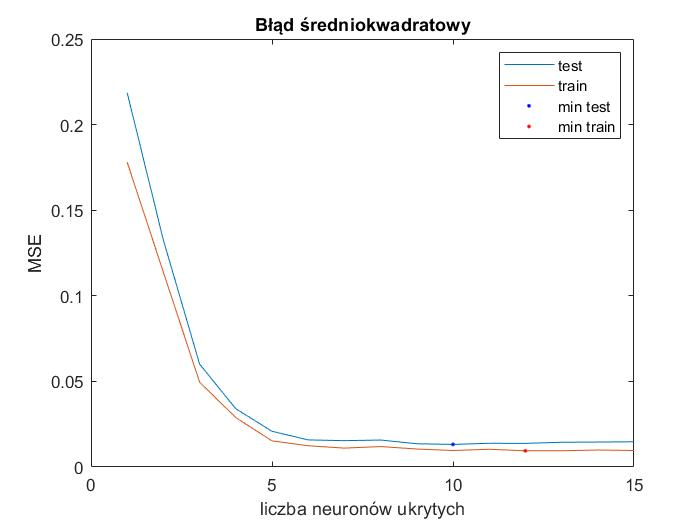 Błąd średniokwadratowy
0.25
0.2
0.15
0.1
0.05
0
MSE
0 5 10 15
liczba neuronów ukrytych
test
train
min test
min train